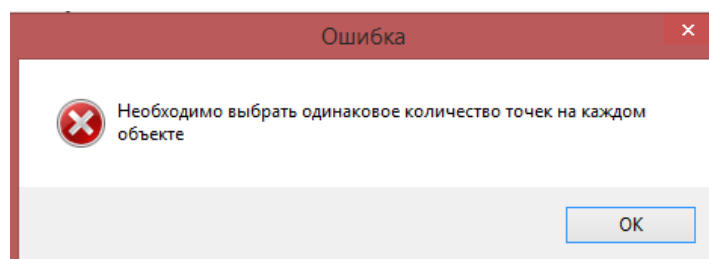 Ошибка
Необходимо выбрать одинаковое количество точек на каждом
объекте
OK